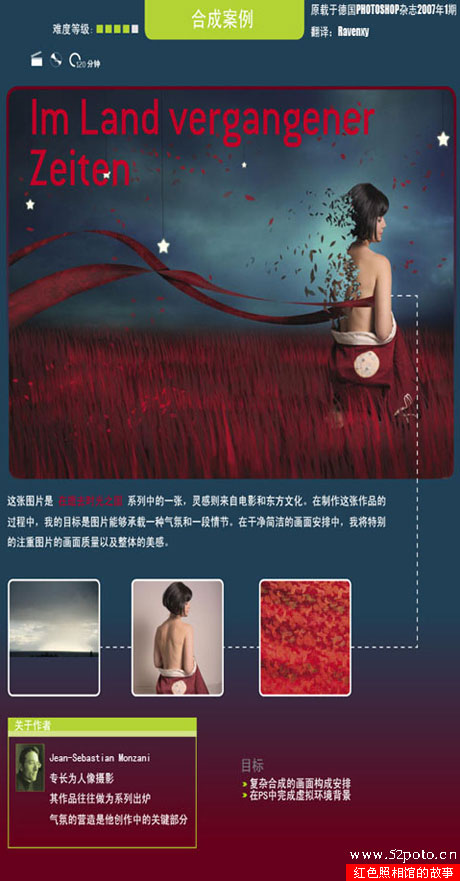 合成案例
原载于德国PHOTOSHOP杂志2007年1期
难度等级:
翻译: Ravenxy
120 分钟
Im Land vergangener
Zeiten
这张图片是 系列中的一张，灵感则来自电影和东方文化。在制作这张作品的
过程中，我的目标是图片能够承载一种气氛和一段情节。在干净简洁的画面安排中，我将特别
的注重图片的画面质量以及整体的美感。
关于作者
Jean-Sebastian Monzani
专长为人像摄影
其作品往往做为系列出炉
气氛的营造是他创作中的关键部分
目标
复杂合成的画面构成安排
在PS中完成虚拟环境背景
www.52poto.cn
红色照相馆的故事